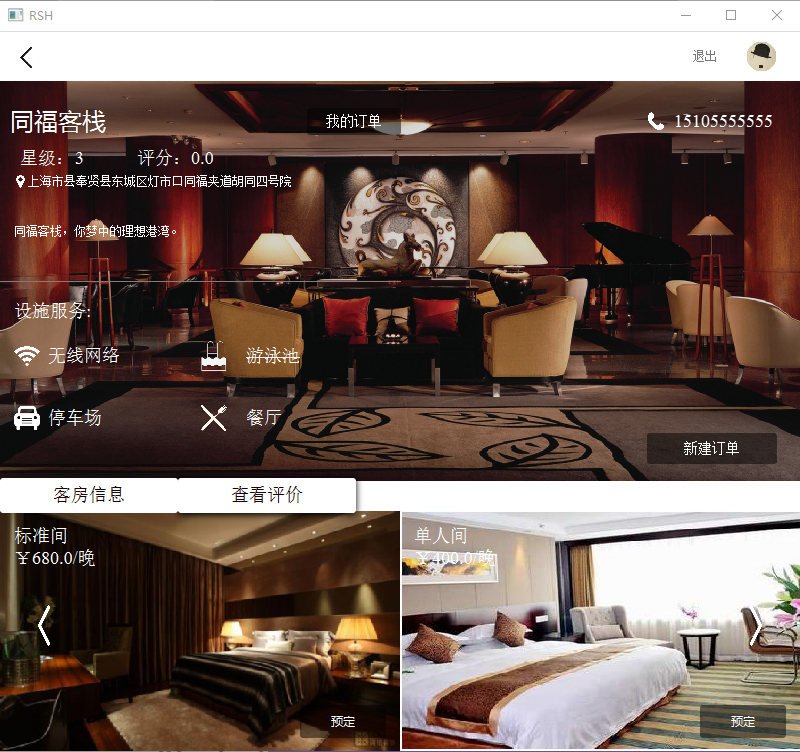 RSH
退出
同福客栈
我的订单
13105555555
星级：3 评分：0.0
上海市县奉贤县东城区灯市口同福夹道胡同四号院
同福客栈，你梦中的理想港湾。
设施服务:
无线网络 游泳池
停车场 餐厅
新建订单
客房信息 查看评价
标准间
￥680.0/晚
预定
单人间
￥400.0/晚
预定